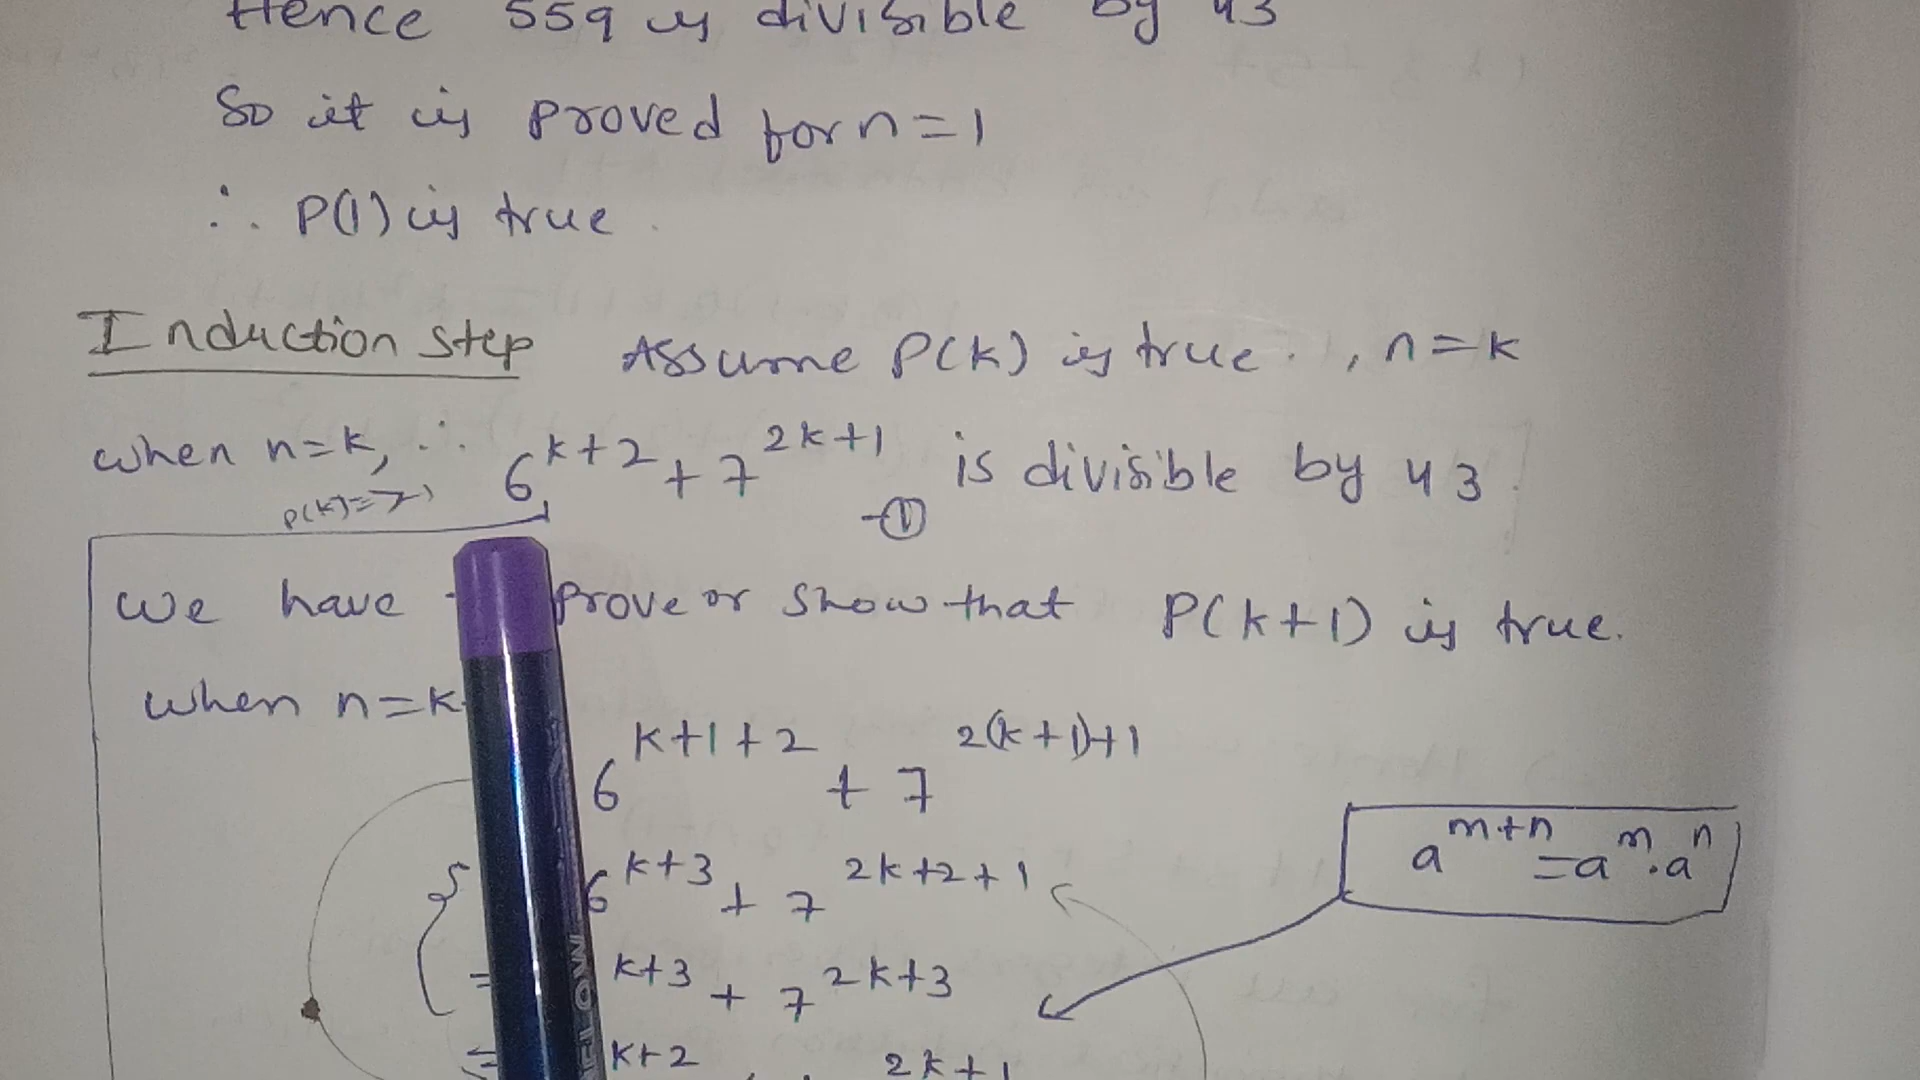 Hence 559 is divisible by 43
So it is proved for n=1
∴ P(1) is true.
Induction step Assume P(k) is true. , n=k
when n=k, ∴ 6^{k+2} + 7^{2k+1} is divisible by 43
P(k)=> -①
We have prove or show that P(k+1) is true.
when n=k
6^{k+1+2} + 7^{2(k+1)+1}
a^{m+n} = a^m . a^n
6^{k+3} + 7^{2k+2+1}
= k+3 + 7^{2k+3}
= k+2 2k+1